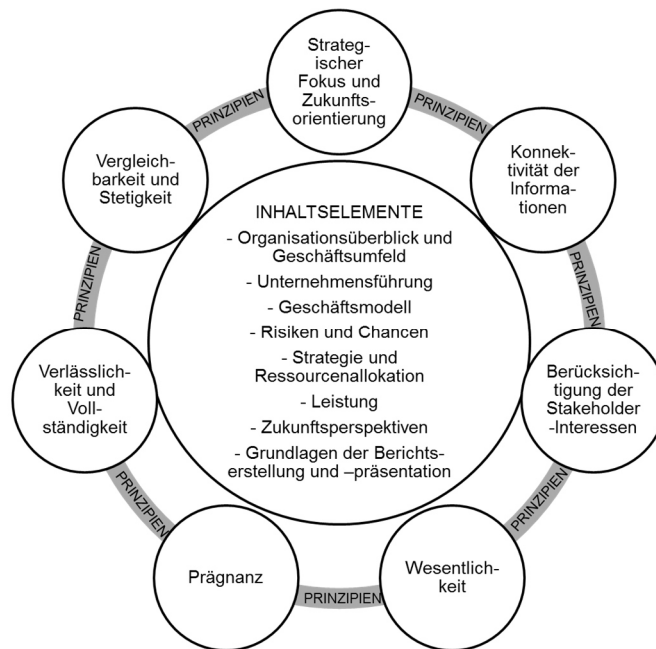 Strateg-
ischer
Fokus und
Zukunfts-
orientierung
PRINZIPIEN
Konnek-
tivität der
Informa-
tionen
PRINZIPIEN
Berücksich-
tigung der
Stakeholder
-Interessen
PRINZIPIEN
Wesentlich-
keit
PRINZIPIEN
Prägnanz
PRINZIPIEN
Verlässlich-
keit und
Voll-
ständigkeit
PRINZIPIEN
Vergleich-
barkeit und
Stetigkeit
PRINZIPIEN
INHALTSELEMENTE
- Organisationsüberblick und
Geschäftsumfeld
- Unternehmensführung
- Geschäftsmodell
- Risiken und Chancen
- Strategie und
Ressourcenallokation
- Leistung
- Zukunftsperspektiven
- Grundlagen der Berichts-
erstellung und –präsentation